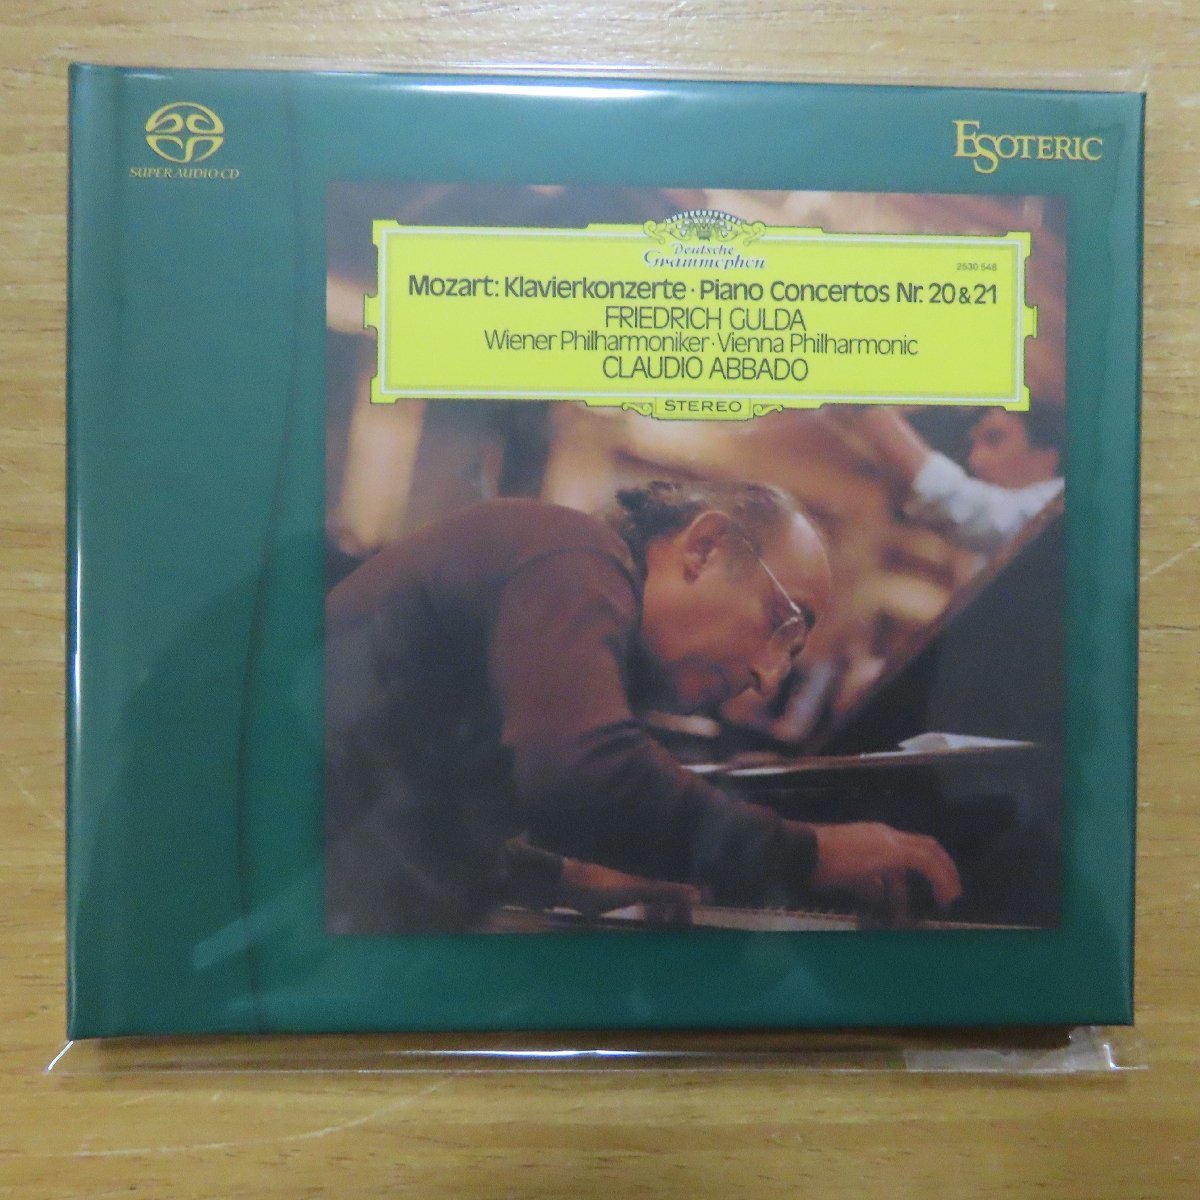 SUPER AUDIO CD
ESOTERIC
Deutsche
Grammophon
2530 548
Mozart: Klavierkonzerte · Piano Concertos Nr. 20 & 21
FRIEDRICH GULDA
Wiener Philharmoniker · Vienna Philharmonic
CLAUDIO ABBADO
STEREO